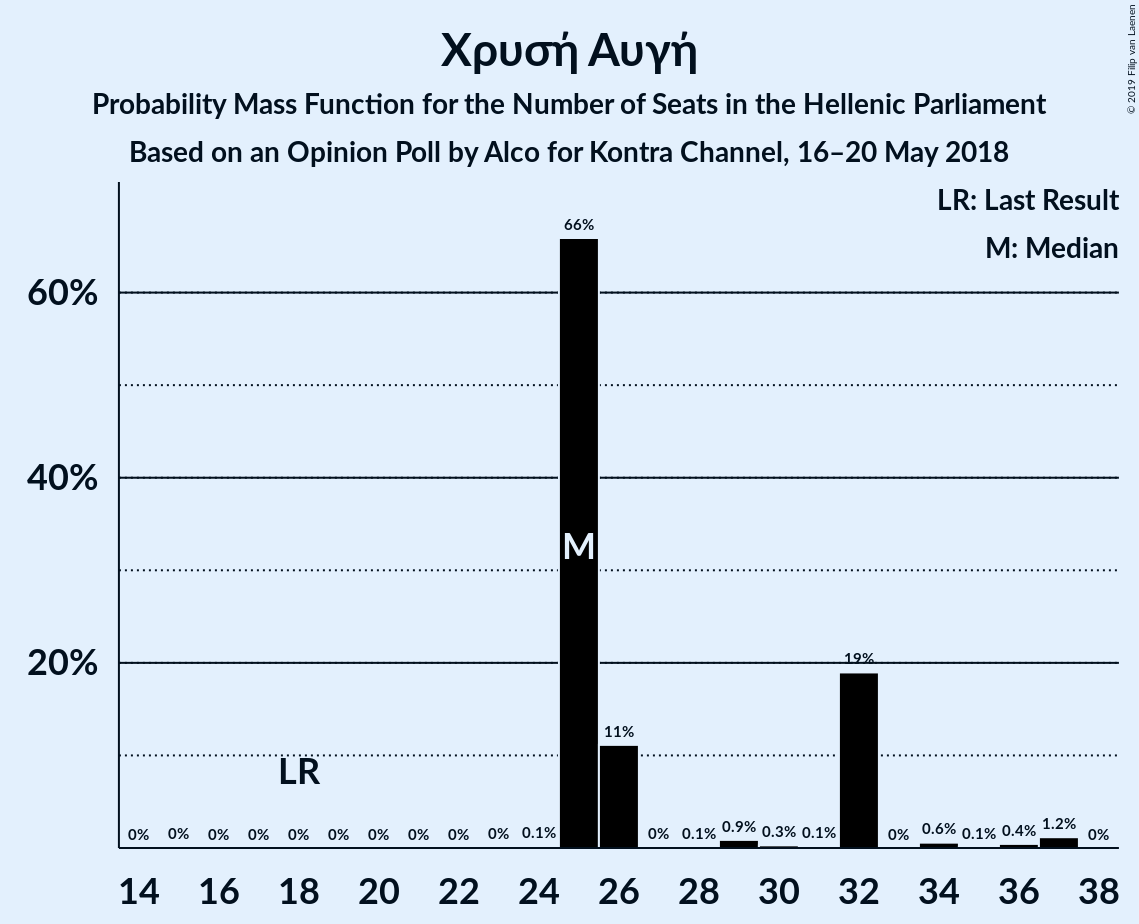 Χρυσή Αυγή
Probability Mass Function for the Number of Seats in the Hellenic Parliament
Based on an Opinion Poll by Alco for Kontra Channel, 16–20 May 2018
© 2019 Filip van Laenen
LR: Last Result
M: Median
60%
40%
20%
66%
M
19%
11%
LR
0% 0% 0% 0% 0% 0% 0% 0% 0% 0% 0.1% 0% 0.1% 0.9% 0.3% 0.1% 0% 0.6% 0.1% 0.4% 1.2% 0%
14 16 18 20 22 24 26 28 30 32 34 36 38